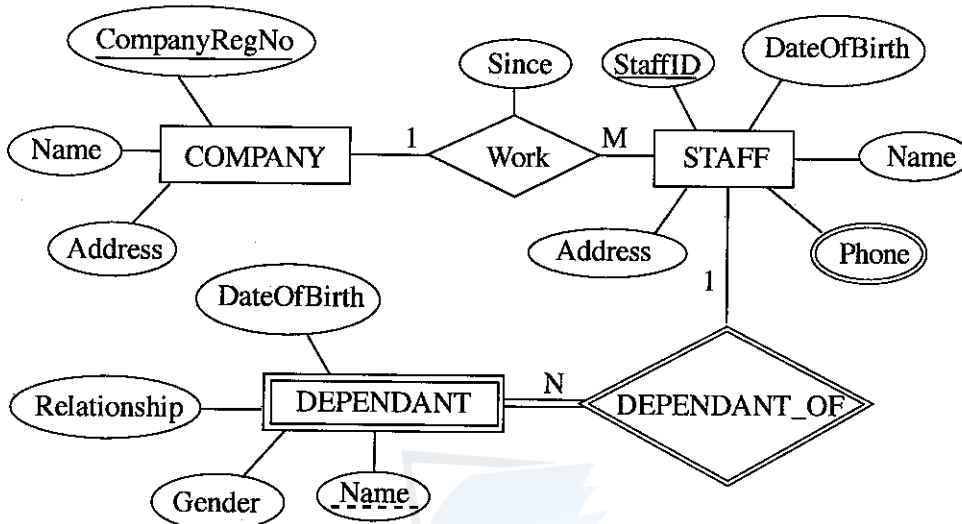 CompanyRegNo
Since
StaffID
DateOfBirth
Name
COMPANY
1
Work
M
STAFF
Name
Address
Address
Phone
1
DateOfBirth
Relationship
DEPENDANT
N
DEPENDANT_OF
Gender
Name